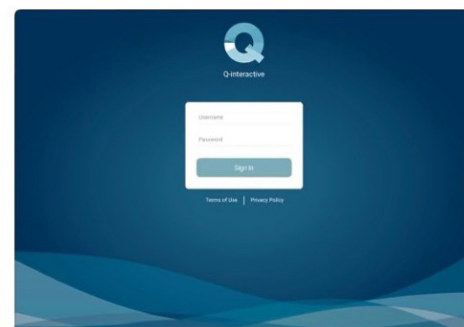 Q-interactive
Username
Password
Sign In
Terms of Use | Privacy Policy